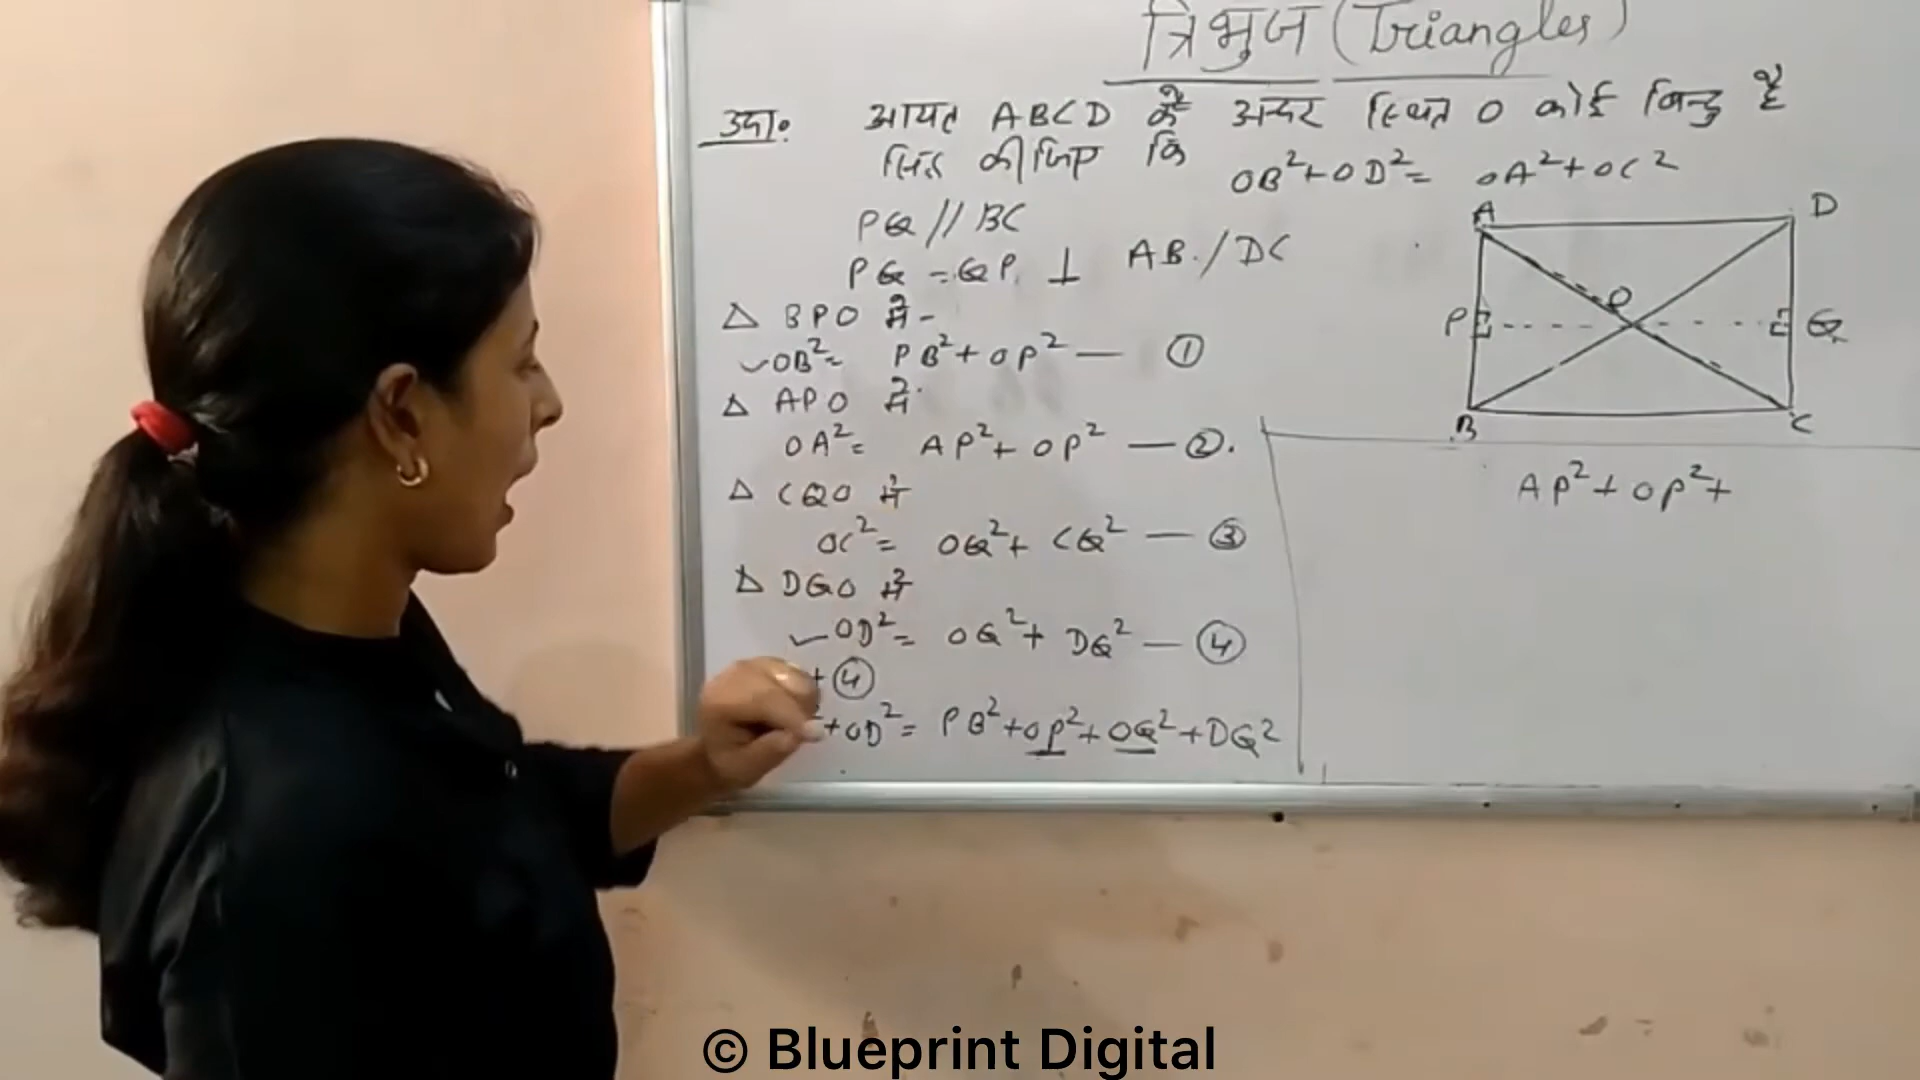 त्रिभुज (Triangles)
उदा० आयत ABCD के अन्दर स्थित O कोई बिन्दु है
सिद्ध कीजिए कि OB²+OD²= OA²+OC²
PQ // BC
PQ = QP. ⊥ AB./DC
△ BPO में-
✓OB²= PB²+OP² — ①
△ APO में
OA²= AP²+OP² — ②.
△ CQO में
OC²= OQ²+ CQ² — ③
△ DQO में
✓OD²= OQ²+ DQ² — ④
+ ④
²+OD²= PB²+OP²+OQ²+DQ²
A D
O
P Q
B C
AP²+OP²+
© Blueprint Digital